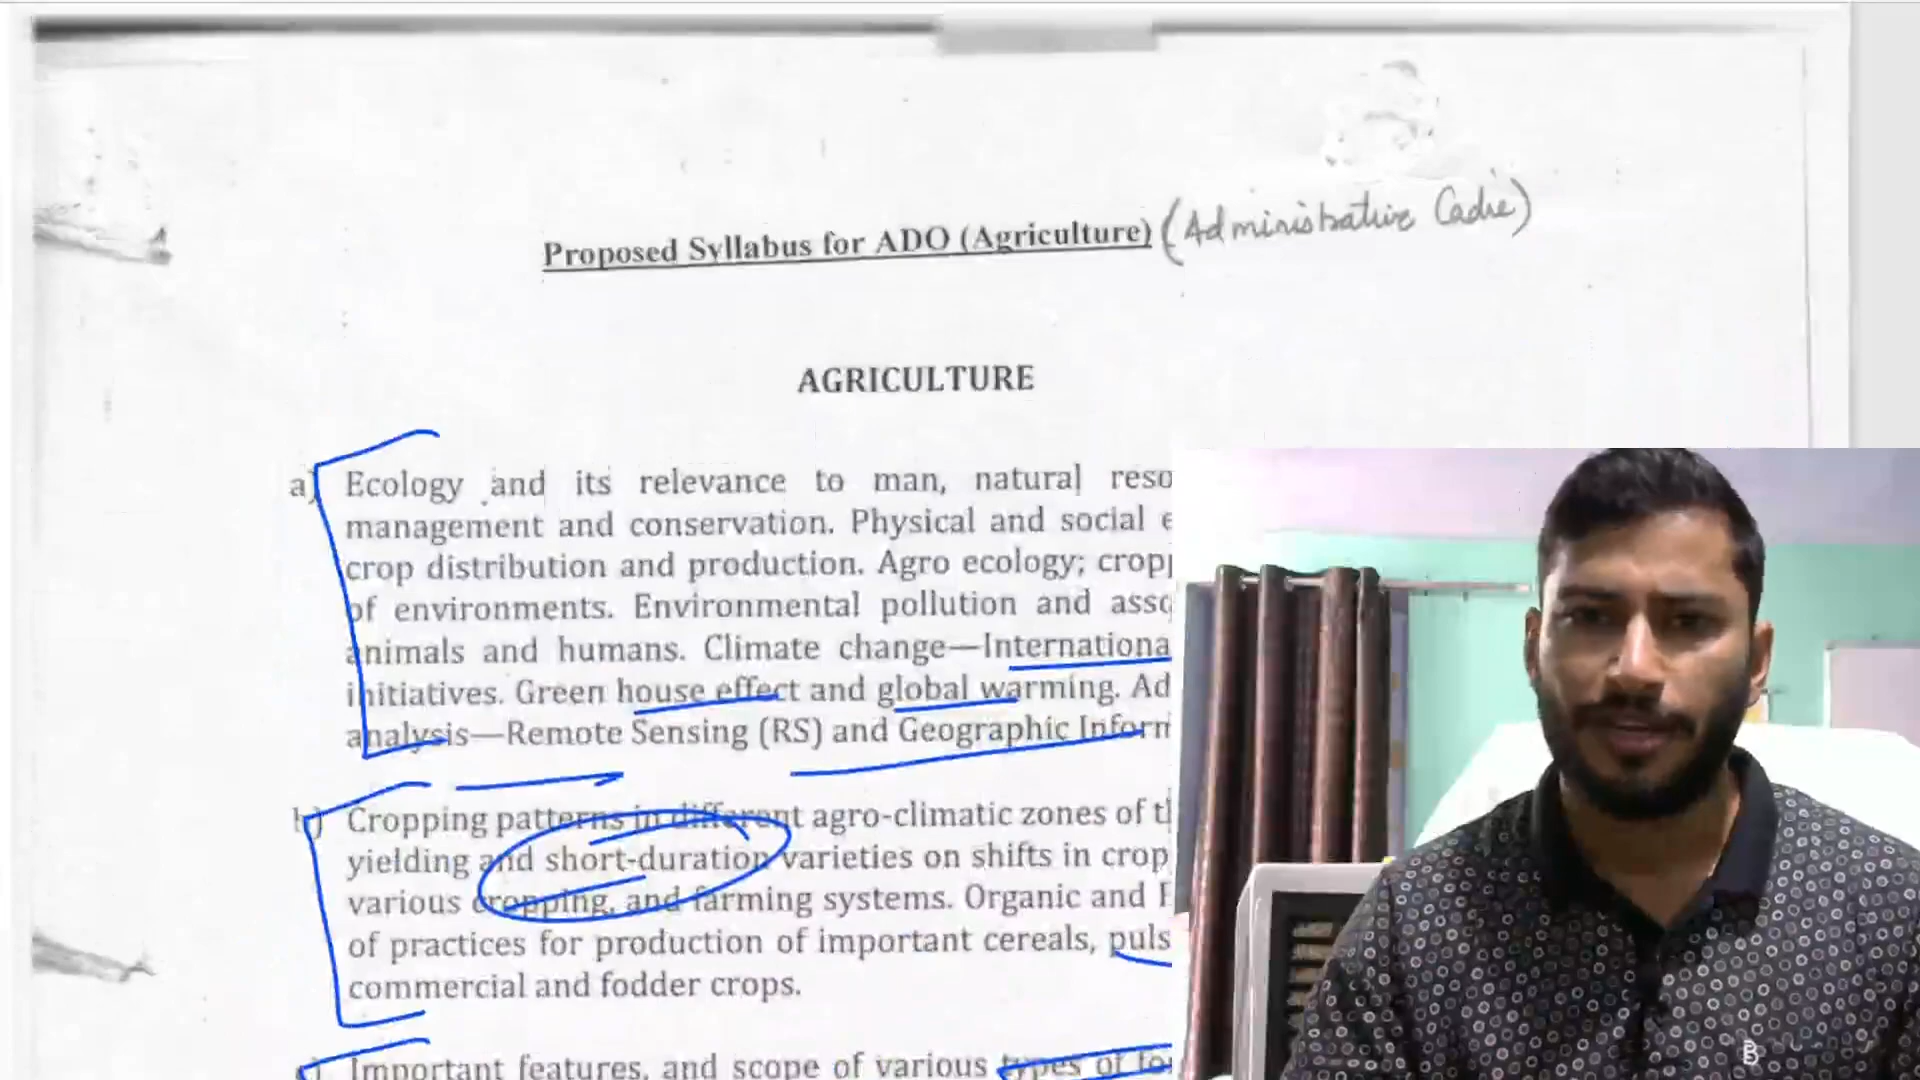 Proposed Syllabus for ADO (Agriculture) (Administrative Cadre)
AGRICULTURE
a) Ecology and its relevance to man, natural reso
management and conservation. Physical and social e
crop distribution and production. Agro ecology; cropp
of environments. Environmental pollution and asso
animals and humans. Climate change—Internationa
initiatives. Green house effect and global warming. Ad
analysis—Remote Sensing (RS) and Geographic Inform
b) Cropping patterns in different agro-climatic zones of th
yielding and short-duration varieties on shifts in crop
various cropping, and farming systems. Organic and
of practices for production of important cereals, puls
commercial and fodder crops.
c) Important features, and scope of various types of fo